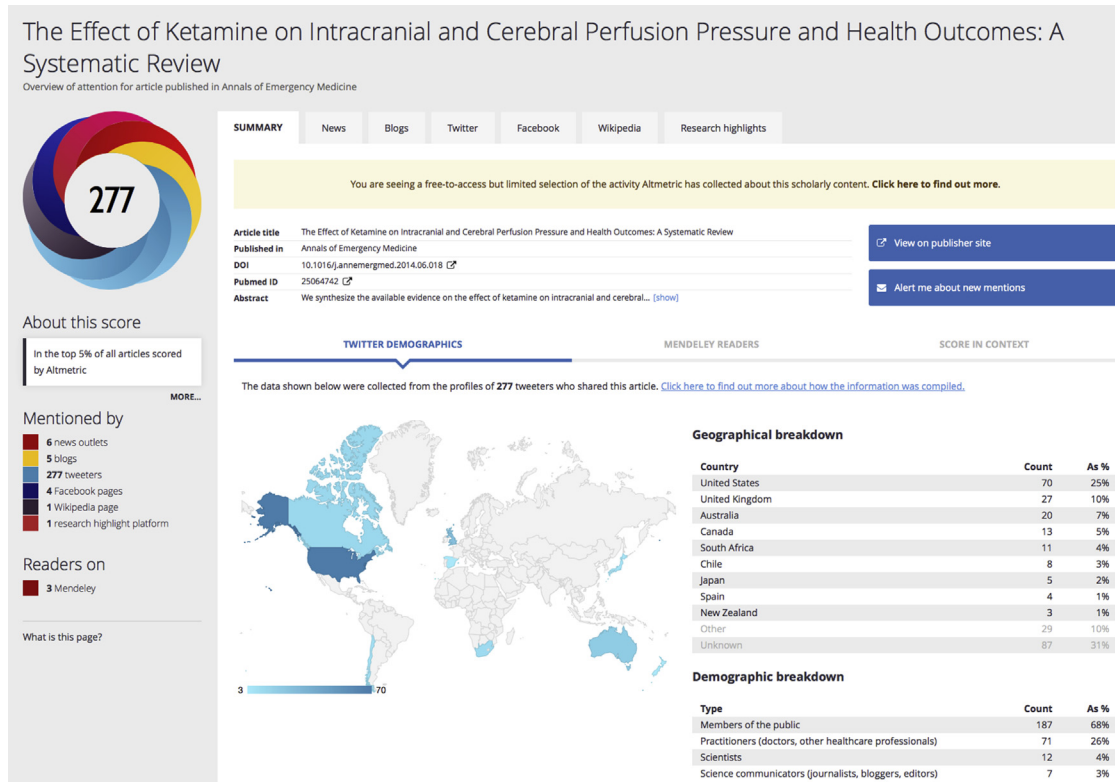 The Effect of Ketamine on Intracranial and Cerebral Perfusion Pressure and Health Outcomes: A
Systematic Review
Overview of attention for article published in Annals of Emergency Medicine
277
SUMMARY News Blogs Twitter Facebook Wikipedia Research highlights
You are seeing a free-to-access but limited selection of the activity Altmetric has collected about this scholarly content. Click here to find out more.
Article title The Effect of Ketamine on Intracranial and Cerebral Perfusion Pressure and Health Outcomes: A Systematic Review
Published in Annals of Emergency Medicine
DOI 10.1016/j.annemergmed.2014.06.018
Pubmed ID 25064742
Abstract We synthesize the available evidence on the effect of ketamine on intracranial and cerebral... [show]
View on publisher site
Alert me about new mentions
About this score
In the top 5% of all articles scored
by Altmetric
MORE...
Mentioned by
6 news outlets
5 blogs
277 tweeters
4 Facebook pages
1 Wikipedia page
1 research highlight platform
Readers on
3 Mendeley
What is this page?
TWITTER DEMOGRAPHICS MENDELEY READERS SCORE IN CONTEXT
The data shown below were collected from the profiles of 277 tweeters who shared this article. Click here to find out more about how the information was compiled.
3 70
Geographical breakdown
Country Count As %
United States 70 25%
United Kingdom 27 10%
Australia 20 7%
Canada 13 5%
South Africa 11 4%
Chile 8 3%
Japan 5 2%
Spain 4 1%
New Zealand 3 1%
Other 29 10%
Unknown 87 31%
Demographic breakdown
Type Count As %
Members of the public 187 68%
Practitioners (doctors, other healthcare professionals) 71 26%
Scientists 12 4%
Science communicators (journalists, bloggers, editors) 7 3%